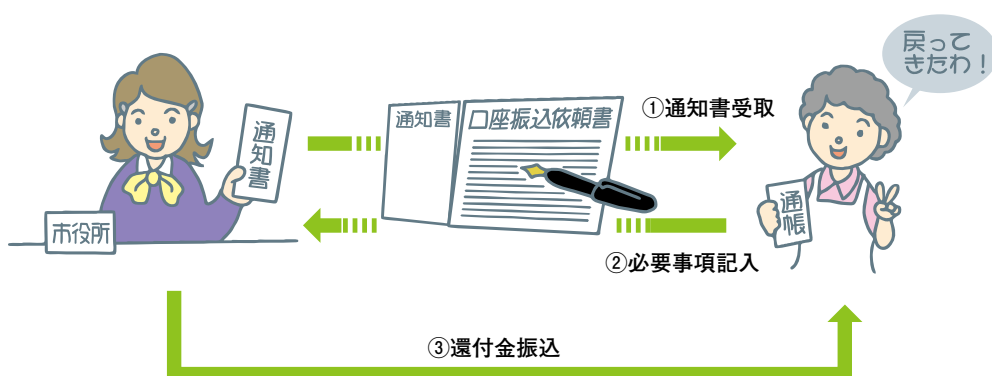 戻って
きたわ！
通知書
口座振込依頼書
①通知書受取
通知書
通帳
市役所
②必要事項記入
③還付金振込